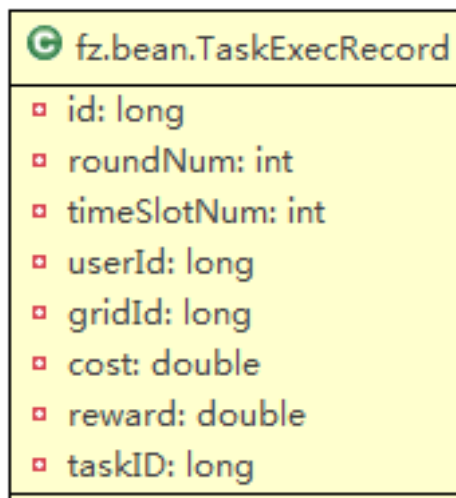 C fz.bean.TaskExecRecord
id: long
roundNum: int
timeSlotNum: int
userId: long
gridId: long
cost: double
reward: double
taskID: long